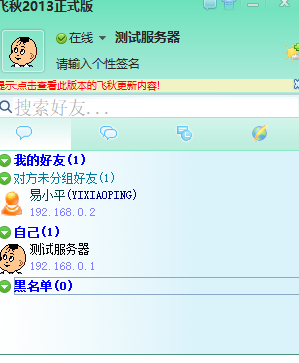 飞秋2013正式版
在线 测试服务器
请输入个性签名
提示:点击查看此版本的飞秋更新内容!
搜索好友...
我的好友(1)
对方未分组好友(1)
易小平(YIXIAOPING)
192.168.0.2
自己(1)
测试服务器
192.168.0.1
黑名单(0)